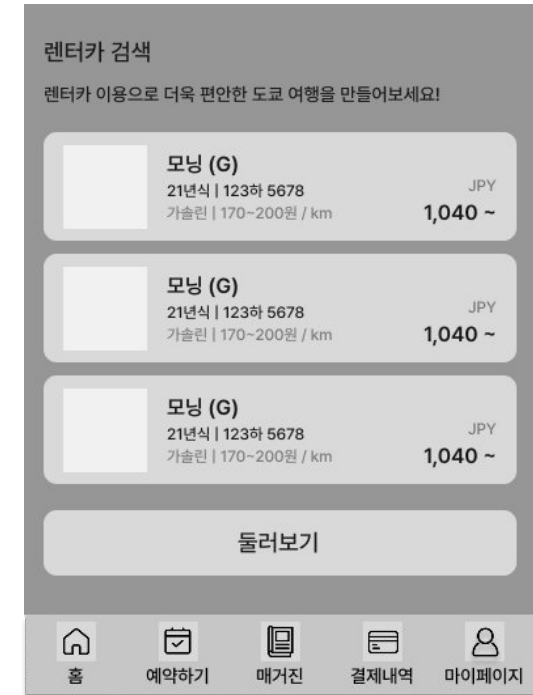 렌터카 검색
렌터카 이용으로 더욱 편안한 도쿄 여행을 만들어보세요!
모닝 (G)
21년식 | 123하 5678
가솔린 | 170~200원 / km
JPY
1,040 ~
모닝 (G)
21년식 | 123하 5678
가솔린 | 170~200원 / km
JPY
1,040 ~
모닝 (G)
21년식 | 123하 5678
가솔린 | 170~200원 / km
JPY
1,040 ~
둘러보기
홈 예약하기 매거진 결제내역 마이페이지